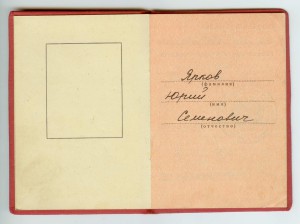 Ярков
(фамилия)
Юрий
(имя)
Семенович
(отчество)